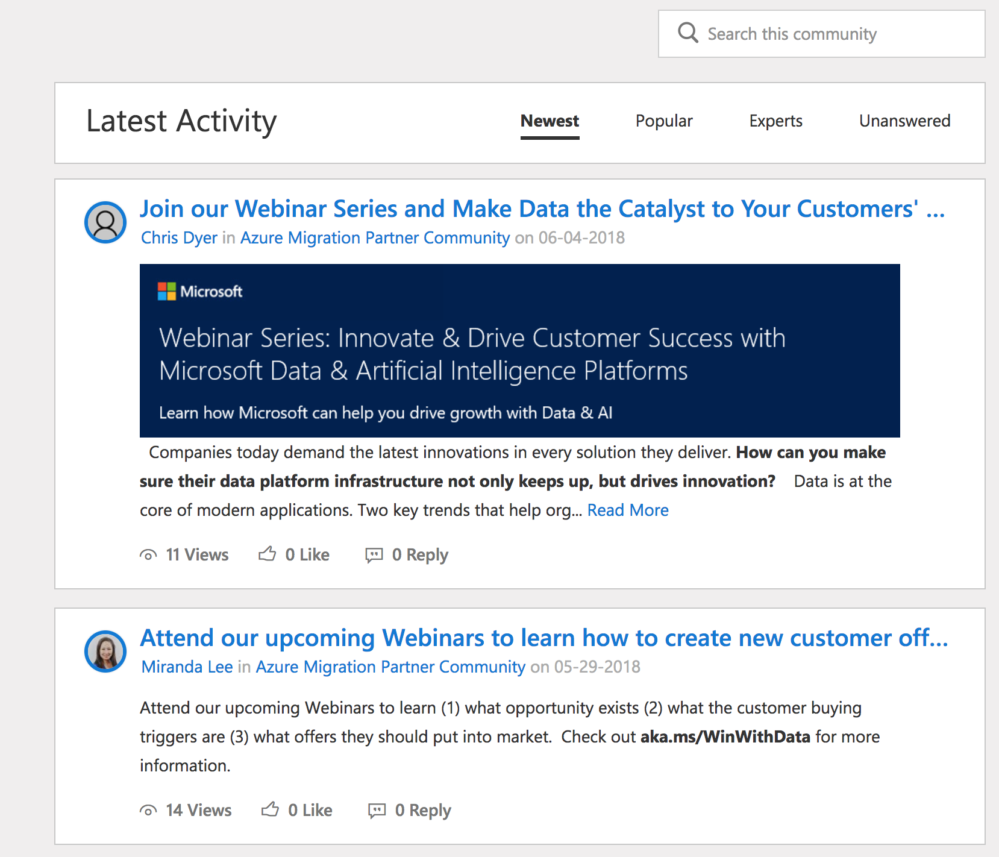 Search this community
Latest Activity
Newest
Popular
Experts
Unanswered
Join our Webinar Series and Make Data the Catalyst to Your Customers' ...
Chris Dyer in Azure Migration Partner Community on 06-04-2018
Microsoft
Webinar Series: Innovate & Drive Customer Success with
Microsoft Data & Artificial Intelligence Platforms
Learn how Microsoft can help you drive growth with Data & AI
Companies today demand the latest innovations in every solution they deliver. How can you make
sure their data platform infrastructure not only keeps up, but drives innovation? Data is at the
core of modern applications. Two key trends that help org... Read More
11 Views
0 Like
0 Reply
Attend our upcoming Webinars to learn how to create new customer off...
Miranda Lee in Azure Migration Partner Community on 05-29-2018
Attend our upcoming Webinars to learn (1) what opportunity exists (2) what the customer buying
triggers are (3) what offers they should put into market. Check out aka.ms/WinWithData for more
information.
14 Views
0 Like
0 Reply